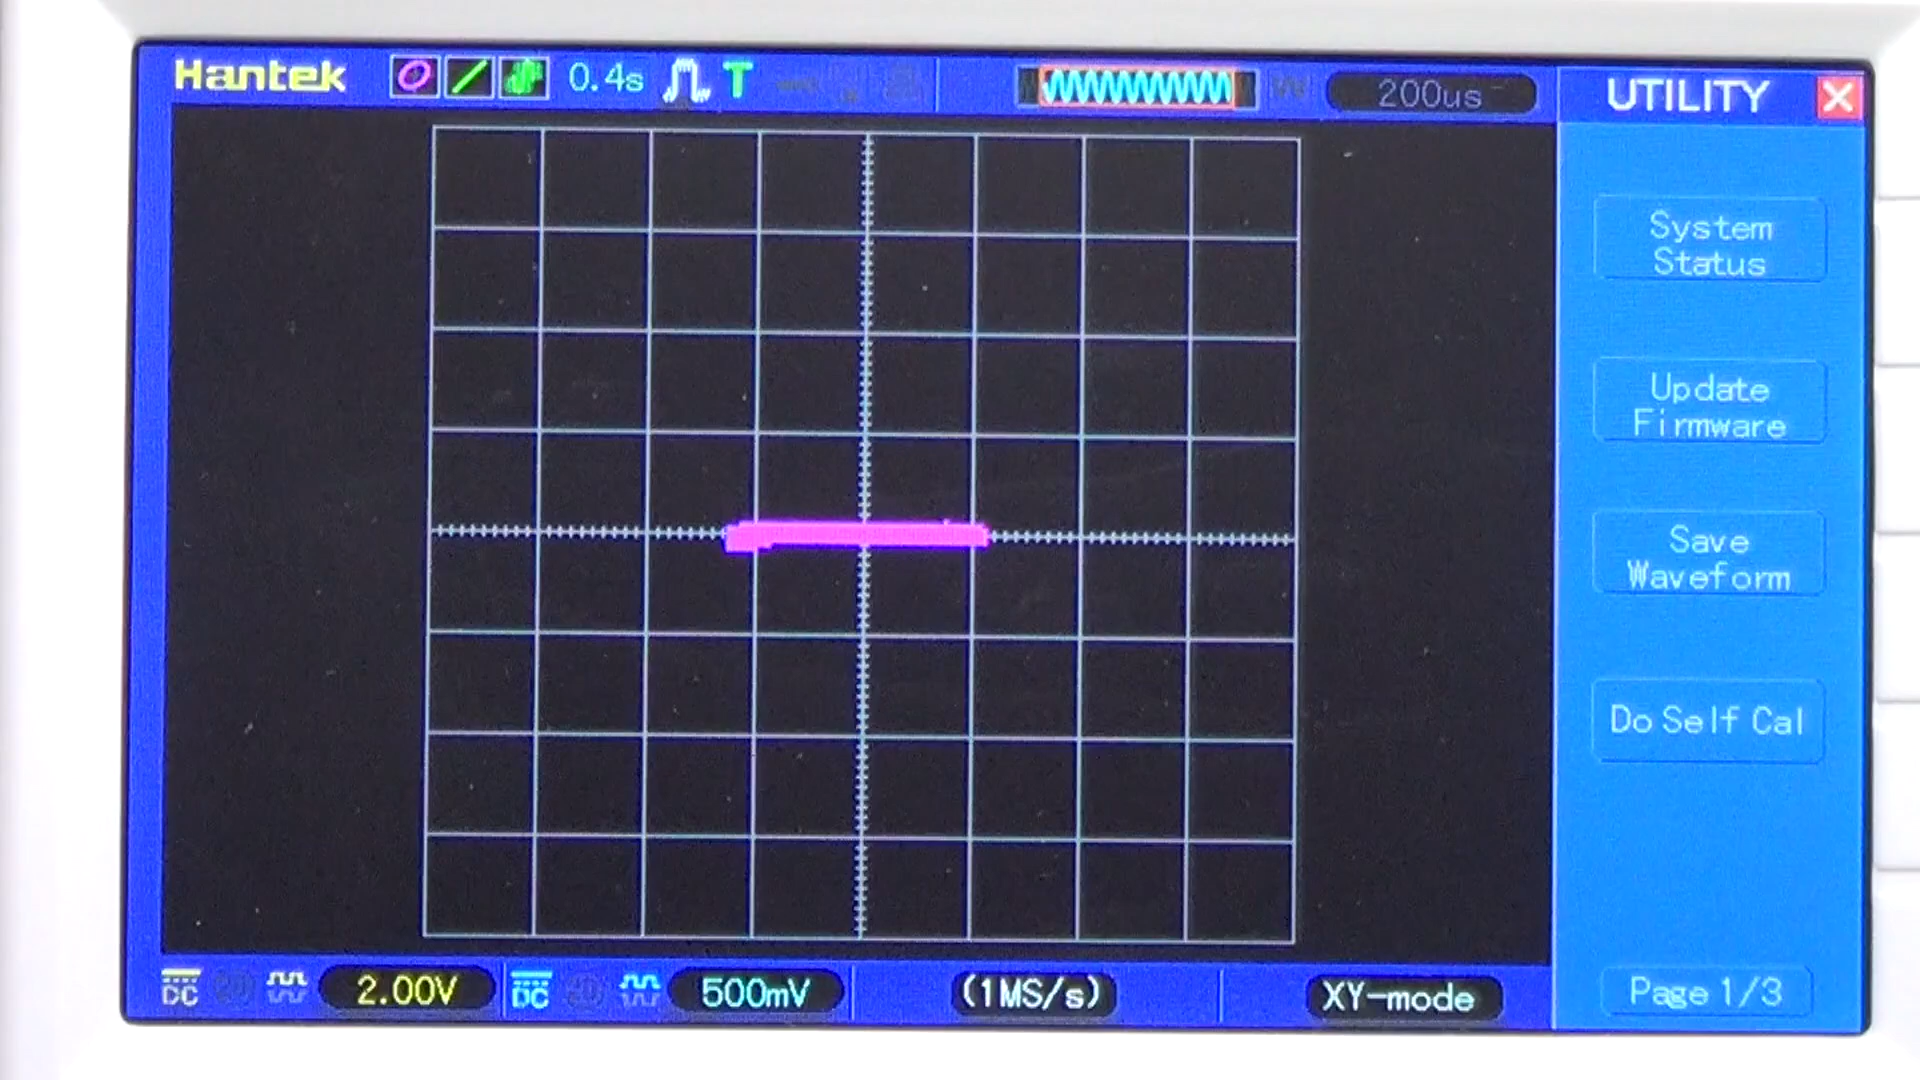 Hantek 0.4s T 200us UTILITY X
System
Status
Update
Firmware
Save
Waveform
Do Self Cal
DC 2.00V DC 500mV (1MS/s) XY-mode Page 1/3